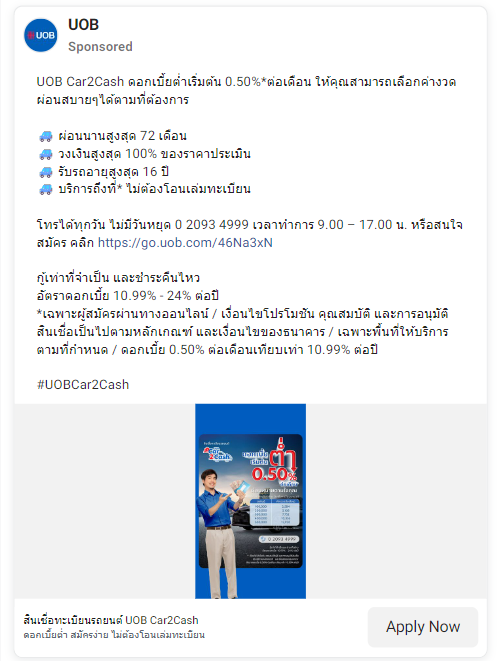 UOB
UOB
Sponsored
UOB Car2Cash ดอกเบี้ยต่ำเริ่มต้น 0.50%*ต่อเดือน ให้คุณสามารถเลือกค่างวด
ผ่อนสบายๆได้ตามที่ต้องการ
🚙 ผ่อนนานสูงสุด 72 เดือน
🚙 วงเงินสูงสุด 100% ของราคาประเมิน
🚙 รับรถอายุสูงสุด 16 ปี
🚙 บริการถึงที่* ไม่ต้องโอนเล่มทะเบียน
โทรได้ทุกวัน ไม่มีวันหยุด 0 2093 4999 เวลาทำการ 9.00 – 17.00 น. หรือสนใจ
สมัคร คลิก https://go.uob.com/46Na3xN
กู้เท่าที่จำเป็น และชำระคืนไหว
อัตราดอกเบี้ย 10.99% - 24% ต่อปี
*เฉพาะผู้สมัครผ่านทางออนไลน์ / เงื่อนไขโปรโมชัน คุณสมบัติ และการอนุมัติ
สินเชื่อเป็นไปตามหลักเกณฑ์ และเงื่อนไขของธนาคาร / เฉพาะพื้นที่ให้บริการ
ตามที่กำหนด / ดอกเบี้ย 0.50% ต่อเดือนเทียบเท่า 10.99% ต่อปี
#UOBCar2Cash
Car
2Cash
ดอกเบี้ย
เริ่มต้น
ต่ำ
0.50%
0 2093 4999
สินเชื่อทะเบียนรถยนต์ UOB Car2Cash
ดอกเบี้ยต่ำ สมัครง่าย ไม่ต้องโอนเล่มทะเบียน
Apply Now